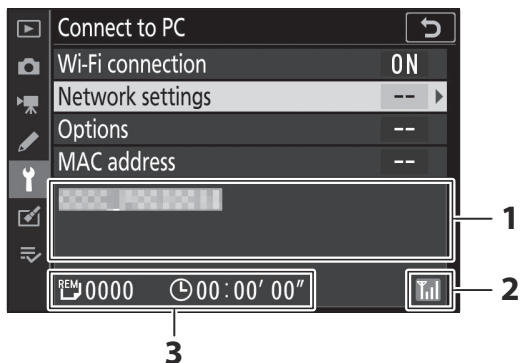 Connect to PC
Wi-Fi connection ON
Network settings --
Options --
MAC address --
1
REM 0000 00:00′ 00″
2
3